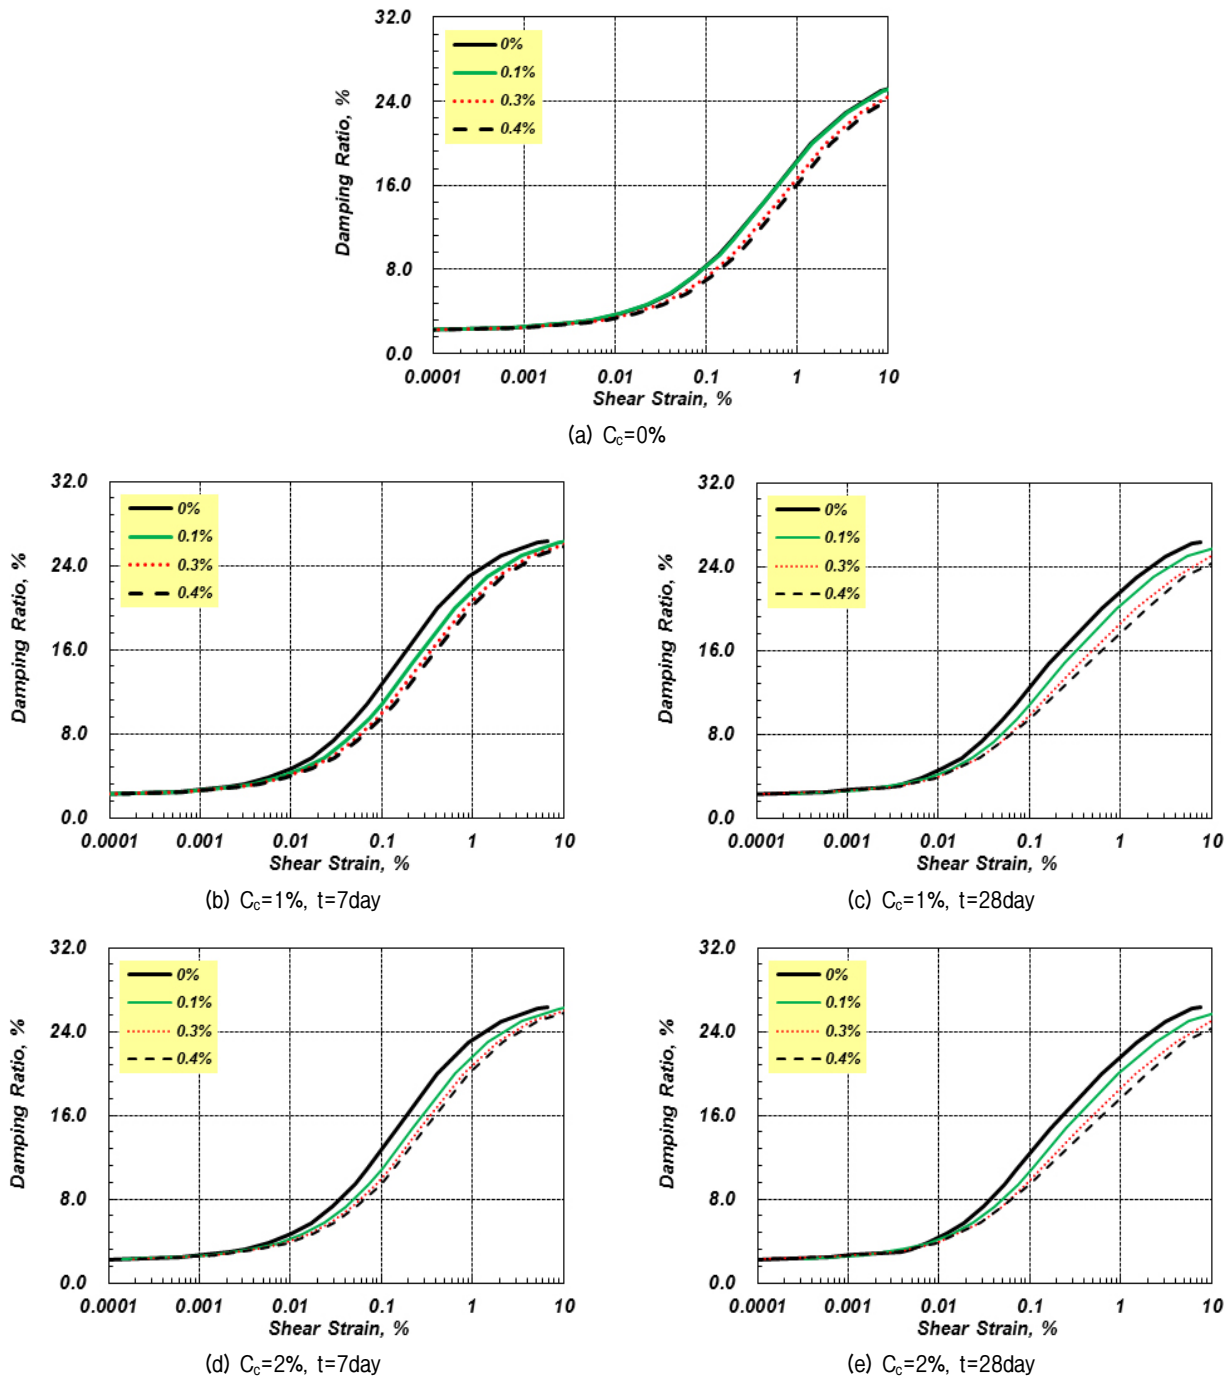 32.0
24.0
16.0
8.0
0.0
Damping Ratio, %
0%
0.1%
0.3%
0.4%
0.0001 0.001 0.01 0.1 1 10
Shear Strain, %
(a) Cc=0%
32.0
24.0
16.0
8.0
0.0
Damping Ratio, %
0%
0.1%
0.3%
0.4%
0.0001 0.001 0.01 0.1 1 10
Shear Strain, %
(b) Cc=1%, t=7day
32.0
24.0
16.0
8.0
0.0
Damping Ratio, %
0%
0.1%
0.3%
0.4%
0.0001 0.001 0.01 0.1 1 10
Shear Strain, %
(c) Cc=1%, t=28day
32.0
24.0
16.0
8.0
0.0
Damping Ratio, %
0%
0.1%
0.3%
0.4%
0.0001 0.001 0.01 0.1 1 10
Shear Strain, %
(d) Cc=2%, t=7day
32.0
24.0
16.0
8.0
0.0
Damping Ratio, %
0%
0.1%
0.3%
0.4%
0.0001 0.001 0.01 0.1 1 10
Shear Strain, %
(e) Cc=2%, t=28day